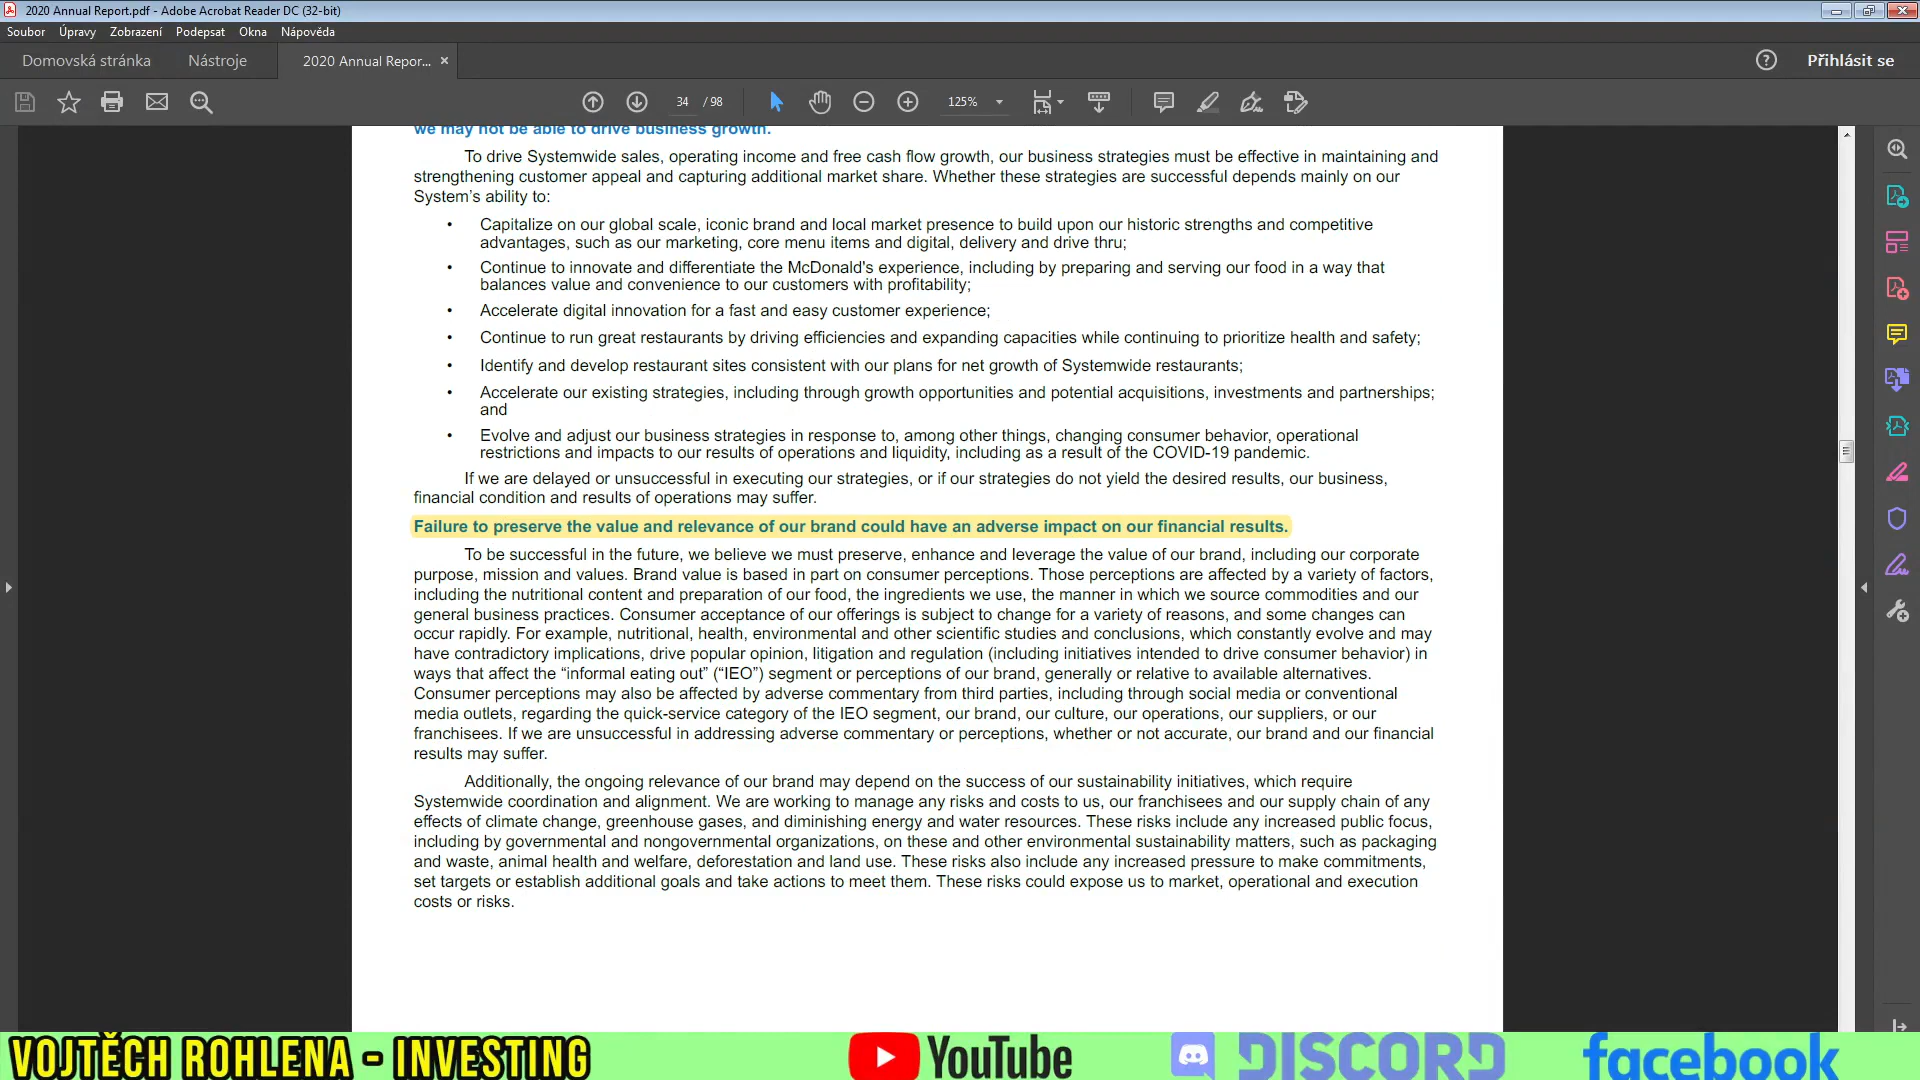 2020 Annual Report.pdf - Adobe Acrobat Reader DC (32-bit)
Soubor Úpravy Zobrazení Podepsat Okna Nápověda
Domovská stránka Nástroje 2020 Annual Repor... × Přihlásit se
34 / 98 125%
we may not be able to drive business growth.
To drive Systemwide sales, operating income and free cash flow growth, our business strategies must be effective in maintaining and
strengthening customer appeal and capturing additional market share. Whether these strategies are successful depends mainly on our
System's ability to:
• Capitalize on our global scale, iconic brand and local market presence to build upon our historic strengths and competitive
advantages, such as our marketing, core menu items and digital, delivery and drive thru;
• Continue to innovate and differentiate the McDonald's experience, including by preparing and serving our food in a way that
balances value and convenience to our customers with profitability;
• Accelerate digital innovation for a fast and easy customer experience;
• Continue to run great restaurants by driving efficiencies and expanding capacities while continuing to prioritize health and safety;
• Identify and develop restaurant sites consistent with our plans for net growth of Systemwide restaurants;
• Accelerate our existing strategies, including through growth opportunities and potential acquisitions, investments and partnerships;
and
• Evolve and adjust our business strategies in response to, among other things, changing consumer behavior, operational
restrictions and impacts to our results of operations and liquidity, including as a result of the COVID-19 pandemic.
If we are delayed or unsuccessful in executing our strategies, or if our strategies do not yield the desired results, our business,
financial condition and results of operations may suffer.
Failure to preserve the value and relevance of our brand could have an adverse impact on our financial results.
To be successful in the future, we believe we must preserve, enhance and leverage the value of our brand, including our corporate
purpose, mission and values. Brand value is based in part on consumer perceptions. Those perceptions are affected by a variety of factors,
including the nutritional content and preparation of our food, the ingredients we use, the manner in which we source commodities and our
general business practices. Consumer acceptance of our offerings is subject to change for a variety of reasons, and some changes can
occur rapidly. For example, nutritional, health, environmental and other scientific studies and conclusions, which constantly evolve and may
have contradictory implications, drive popular opinion, litigation and regulation (including initiatives intended to drive consumer behavior) in
ways that affect the “informal eating out” (“IEO”) segment or perceptions of our brand, generally or relative to available alternatives.
Consumer perceptions may also be affected by adverse commentary from third parties, including through social media or conventional
media outlets, regarding the quick-service category of the IEO segment, our brand, our culture, our operations, our suppliers, or our
franchisees. If we are unsuccessful in addressing adverse commentary or perceptions, whether or not accurate, our brand and our financial
results may suffer.
Additionally, the ongoing relevance of our brand may depend on the success of our sustainability initiatives, which require
Systemwide coordination and alignment. We are working to manage any risks and costs to us, our franchisees and our supply chain of any
effects of climate change, greenhouse gases, and diminishing energy and water resources. These risks include any increased public focus,
including by governmental and nongovernmental organizations, on these and other environmental sustainability matters, such as packaging
and waste, animal health and welfare, deforestation and land use. These risks also include any increased pressure to make commitments,
set targets or establish additional goals and take actions to meet them. These risks could expose us to market, operational and execution
costs or risks.
VOJTĚCH ROHLENA - INVESTING YouTube DISCORD facebook